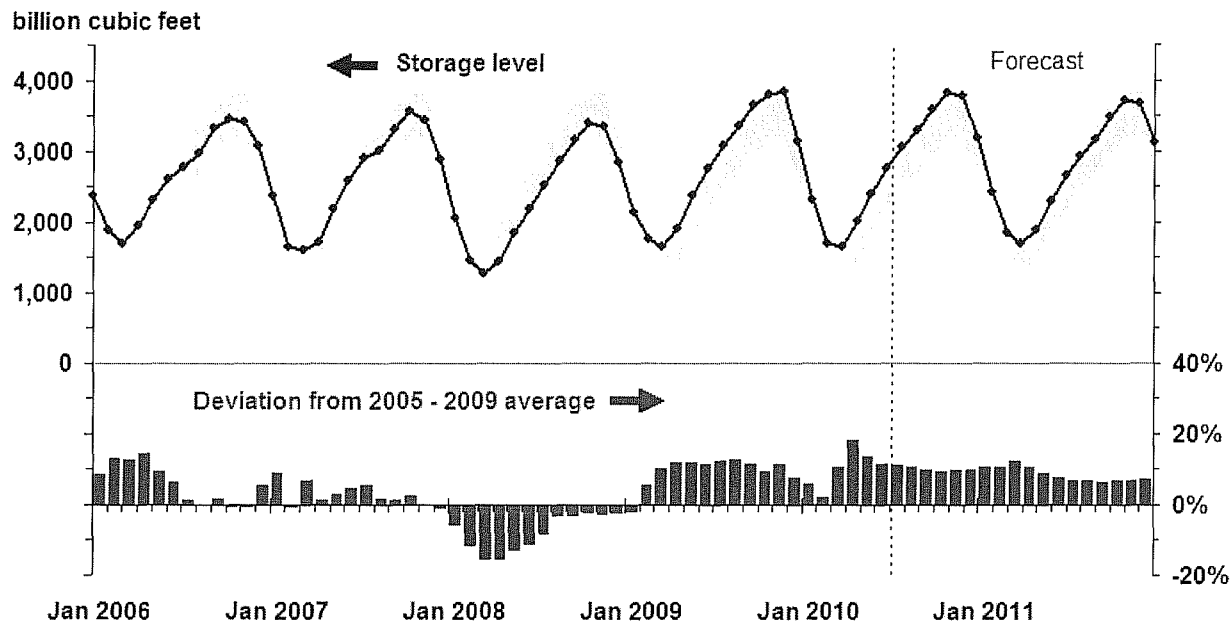 billion cubic feet
Storage level
Forecast
4,000
3,000
2,000
1,000
0
40%
Deviation from 2005 - 2009 average
20%
0%
-20%
Jan 2006 Jan 2007 Jan 2008 Jan 2009 Jan 2010 Jan 2011